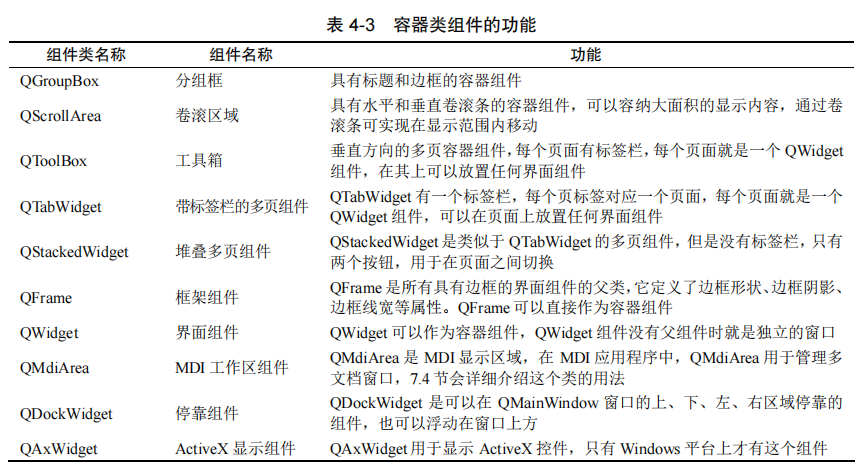 表 4-3 容器类组件的功能
组件类名称 组件名称 功能
QGroupBox 分组框 具有标题和边框的容器组件
QScrollArea 卷滚区域 具有水平和垂直卷滚条的容器组件，可以容纳大面积的显示内容，通过卷
滚条可实现在显示范围内移动
QToolBox 工具箱 垂直方向的多页容器组件，每个页面有标签栏，每个页面就是一个 QWidget
组件，在其上可以放置任何界面组件
QTabWidget 带标签栏的多页组件 QTabWidget 有一个标签栏，每个页标签对应一个页面，每个页面就是一个
QWidget 组件，可以在页面上放置任何界面组件
QStackedWidget 堆叠多页组件 QStackedWidget 是类似于 QTabWidget 的多页组件，但是没有标签栏，只有
两个按钮，用于在页面之间切换
QFrame 框架组件 QFrame 是所有具有边框的界面组件的父类，它定义了边框形状、边框阴影、
边框线宽等属性。QFrame 可以直接作为容器组件
QWidget 界面组件 QWidget 可以作为容器组件，QWidget 组件没有父组件时就是独立的窗口
QMdiArea MDI 工作区组件 QMdiArea 是 MDI 显示区域，在 MDI 应用程序中，QMdiArea 用于管理多
文档窗口，7.4 节会详细介绍这个类的用法
QDockWidget 停靠组件 QDockWidget 是可以在 QMainWindow 窗口的上、下、左、右区域停靠的
组件，也可以浮动在窗口上方
QAxWidget ActiveX 显示组件 QAxWidget 用于显示 ActiveX 控件，只有 Windows 平台上才有这个组件